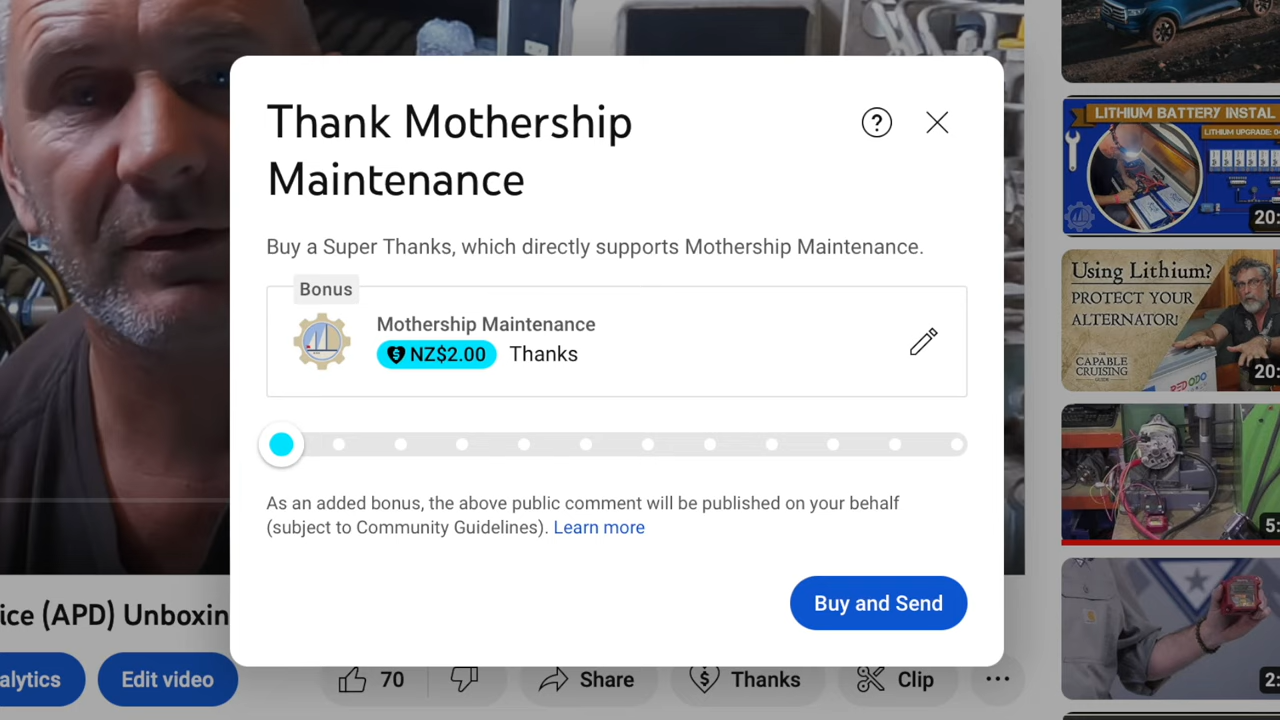 Thank Mothership
Maintenance
Buy a Super Thanks, which directly supports Mothership Maintenance.
Bonus
Mothership Maintenance
NZ$2.00 Thanks
As an added bonus, the above public comment will be published on your behalf
(subject to Community Guidelines). Learn more
Buy and Send
ice (APD) Unboxin
alytics
Edit video
70
Share
Thanks
Clip
LITHIUM BATTERY INSTAL
LITHIUM UPGRADE:
20:
Using Lithium?
PROTECT YOUR
ALTERNATOR!
THE
CAPABLE
CRUISING
GUIDE
REDODO
20:
5:
2: